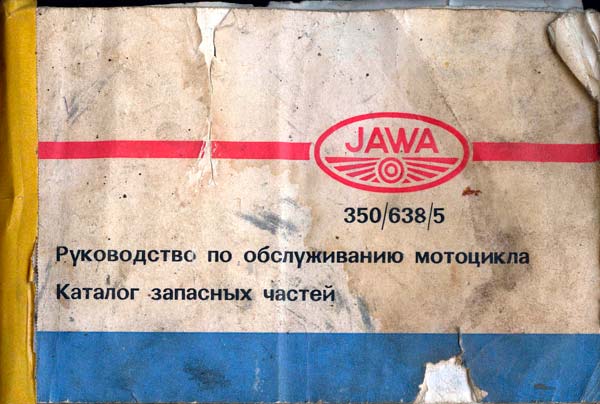 JAWA
350/638/5
Руководство по обслуживанию мотоцикла
Каталог запасных частей